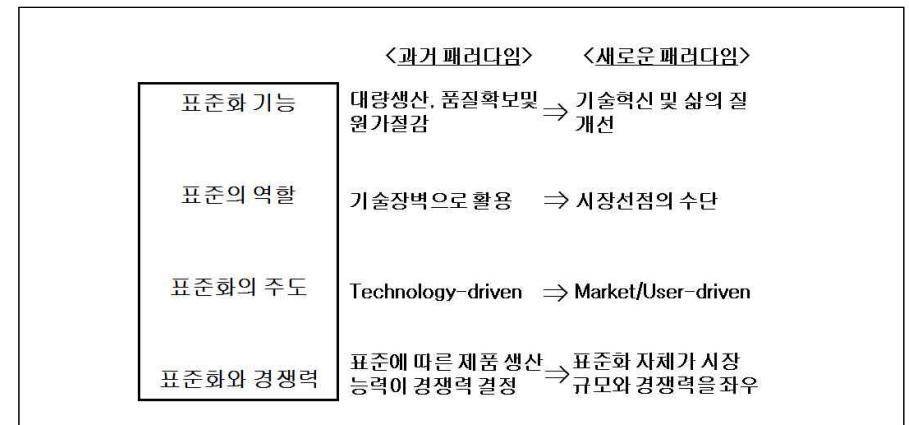 <과거 패러다임> <새로운 패러다임>
표준화 기능
대량생산, 품질확보및 ⇒ 기술혁신 및 삶의 질
원가절감 개선
표준의 역할 기술장벽으로 활용 ⇒ 시장선점의 수단
표준화의 주도 Technology-driven ⇒ Market/User-driven
표준화와 경쟁력
표준에 따른 제품 생산 ⇒ 표준화 자체가 시장
능력이 경쟁력 결정 규모와 경쟁력을 좌우